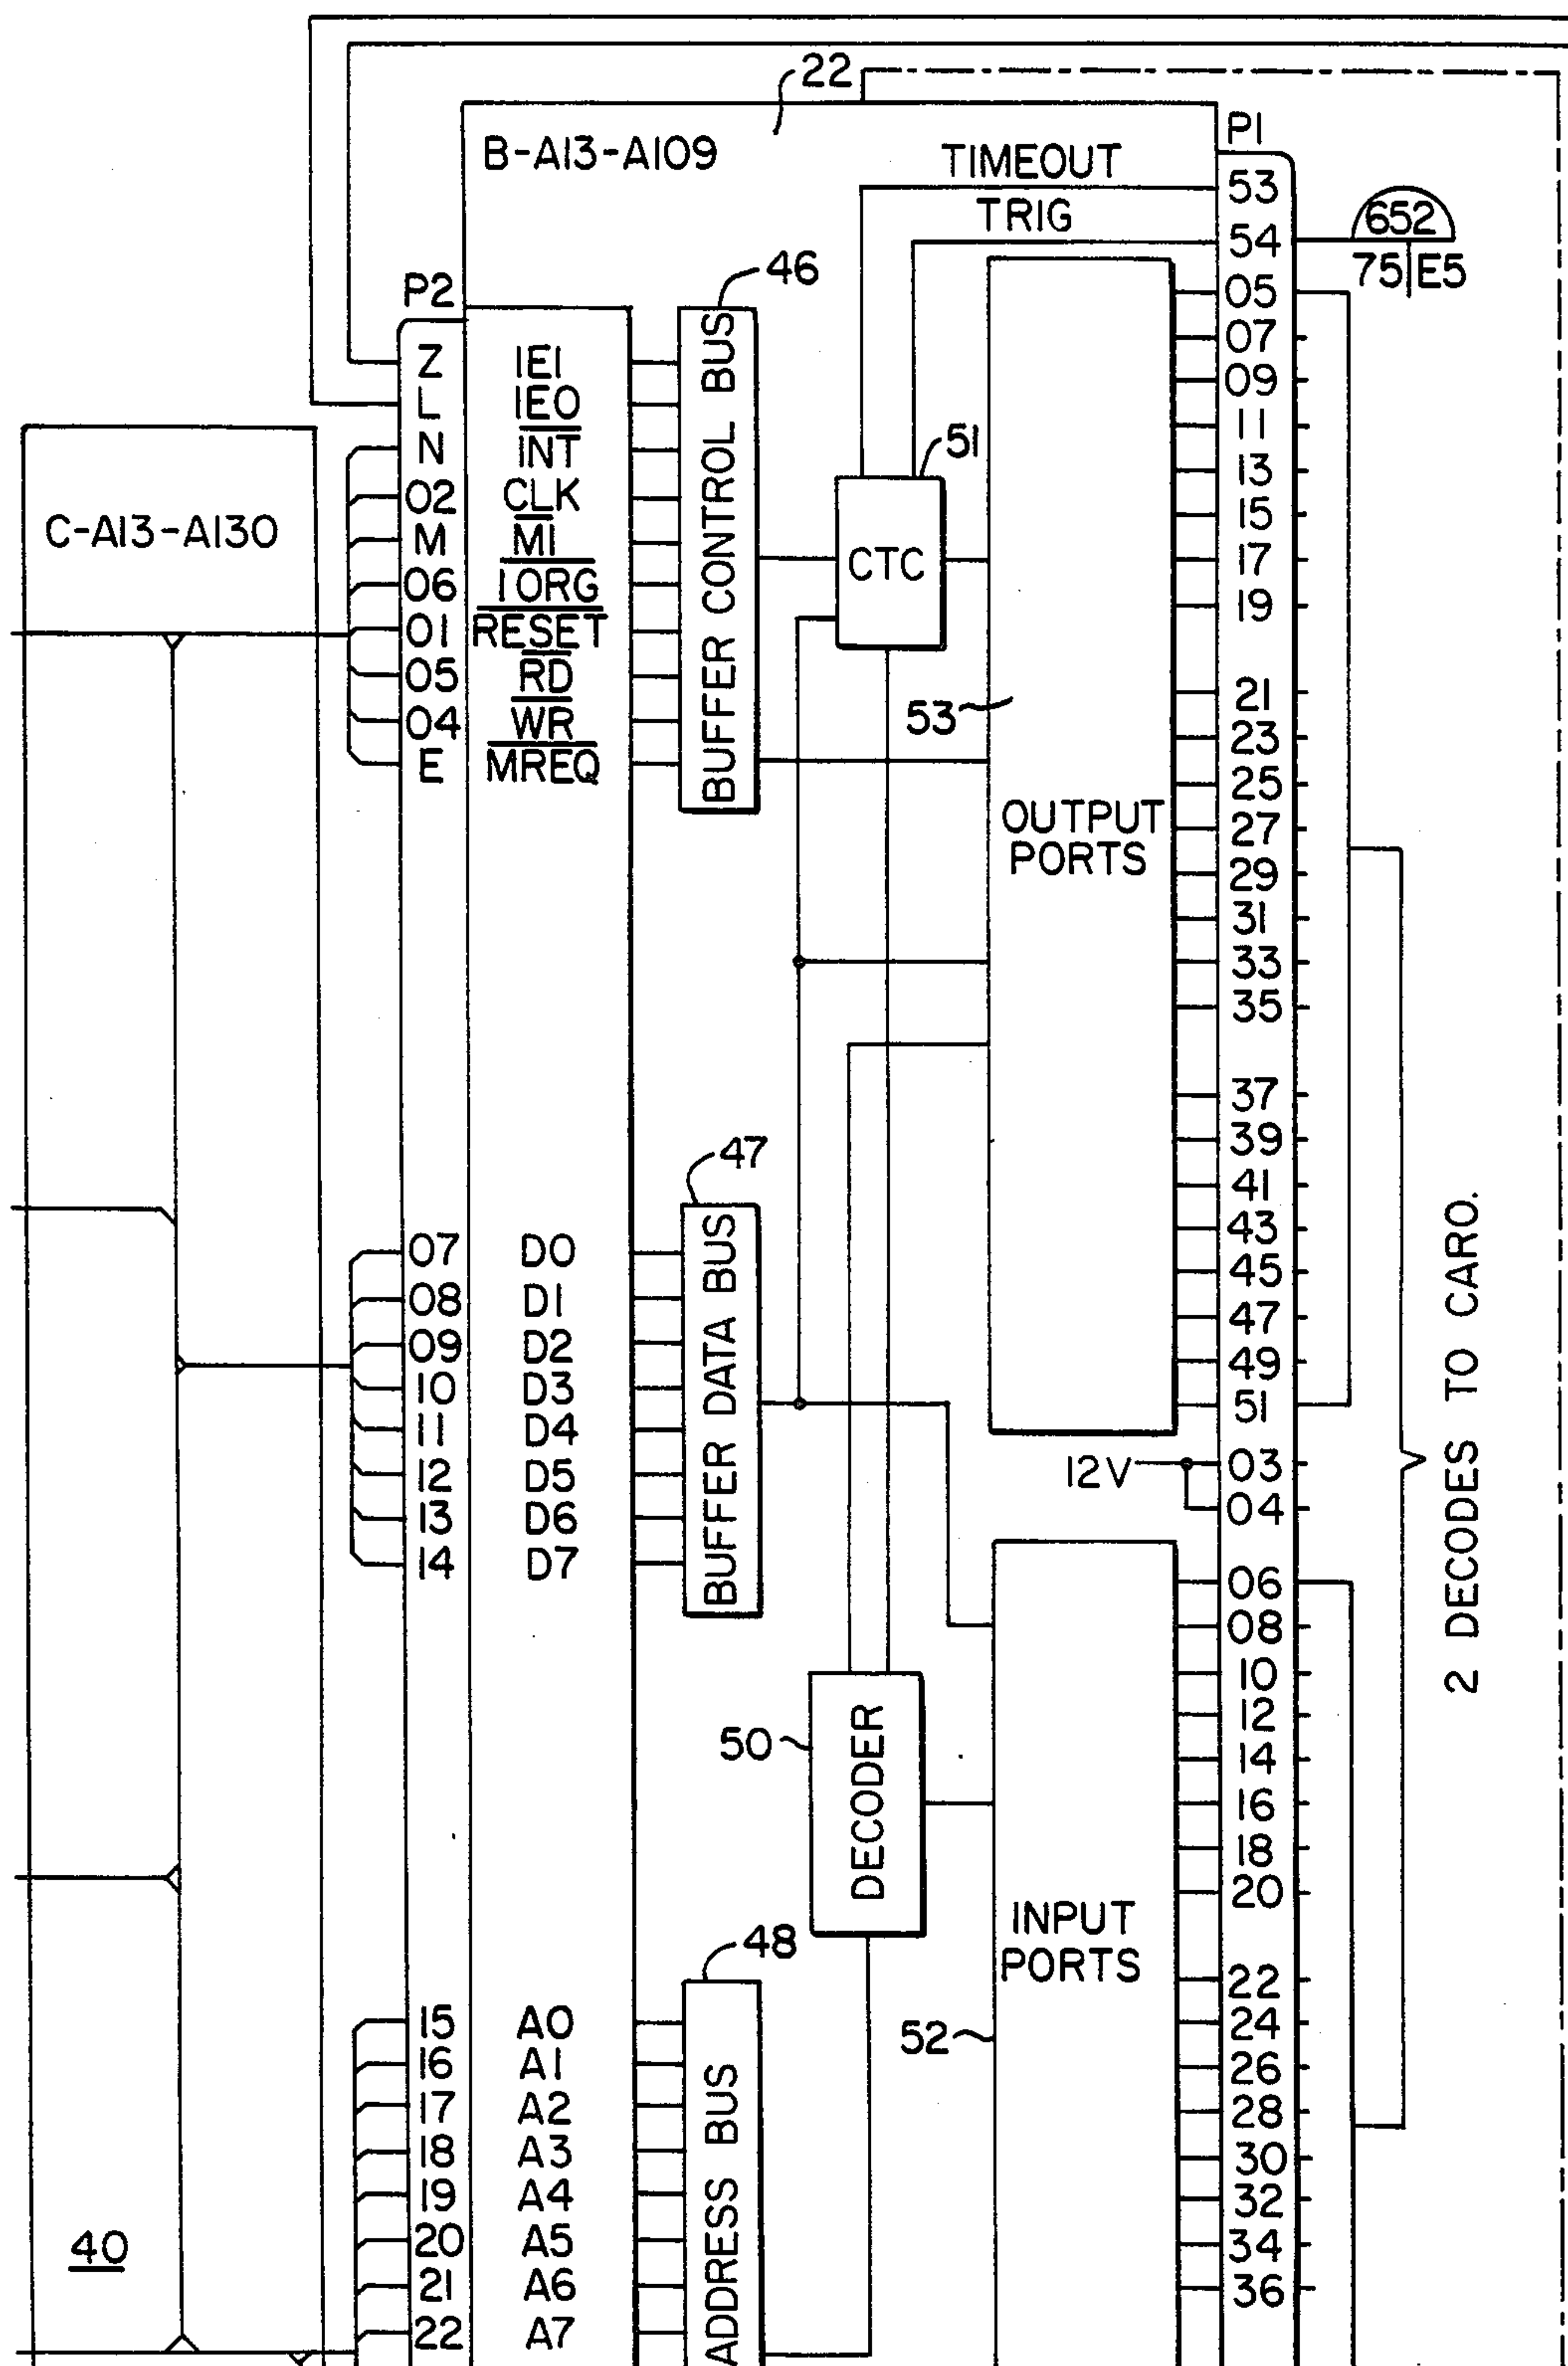 22
B-A13-A109
P1
TIMEOUT
53
TRIG
54
652
75|E5
46
P2
05
07
09
11
13
15
17
19
21
23
25
27
29
31
33
35
37
39
41
43
45
47
49
51
Z IEI
L IEO
N INT
02 CLK
M M1
06 IORG
01 RESET
05 RD
04 WR
E MREQ
BUFFER CONTROL BUS
51
CTC
C-A13-A130
53
OUTPUT
PORTS
47
07 D0
08 D1
09 D2
10 D3
11 D4
12 D5
13 D6
14 D7
BUFFER DATA BUS
12V
03
04
2 DECODES TO CARO.
06
08
10
12
14
16
18
20
22
24
26
28
30
32
34
36
50
DECODER
INPUT
PORTS
52
48
15 A0
16 A1
17 A2
18 A3
19 A4
20 A5
21 A6
22 A7
ADDRESS BUS
40